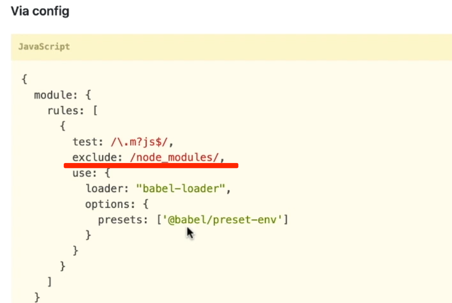 Via config
JavaScript
{
  module: {
    rules: [
      {
        test: /\.m?js$/,
        exclude: /node_modules/,
        use: {
          loader: "babel-loader",
          options: {
            presets: ['@babel/preset-env']
          }
        }
      }
    ]
  }